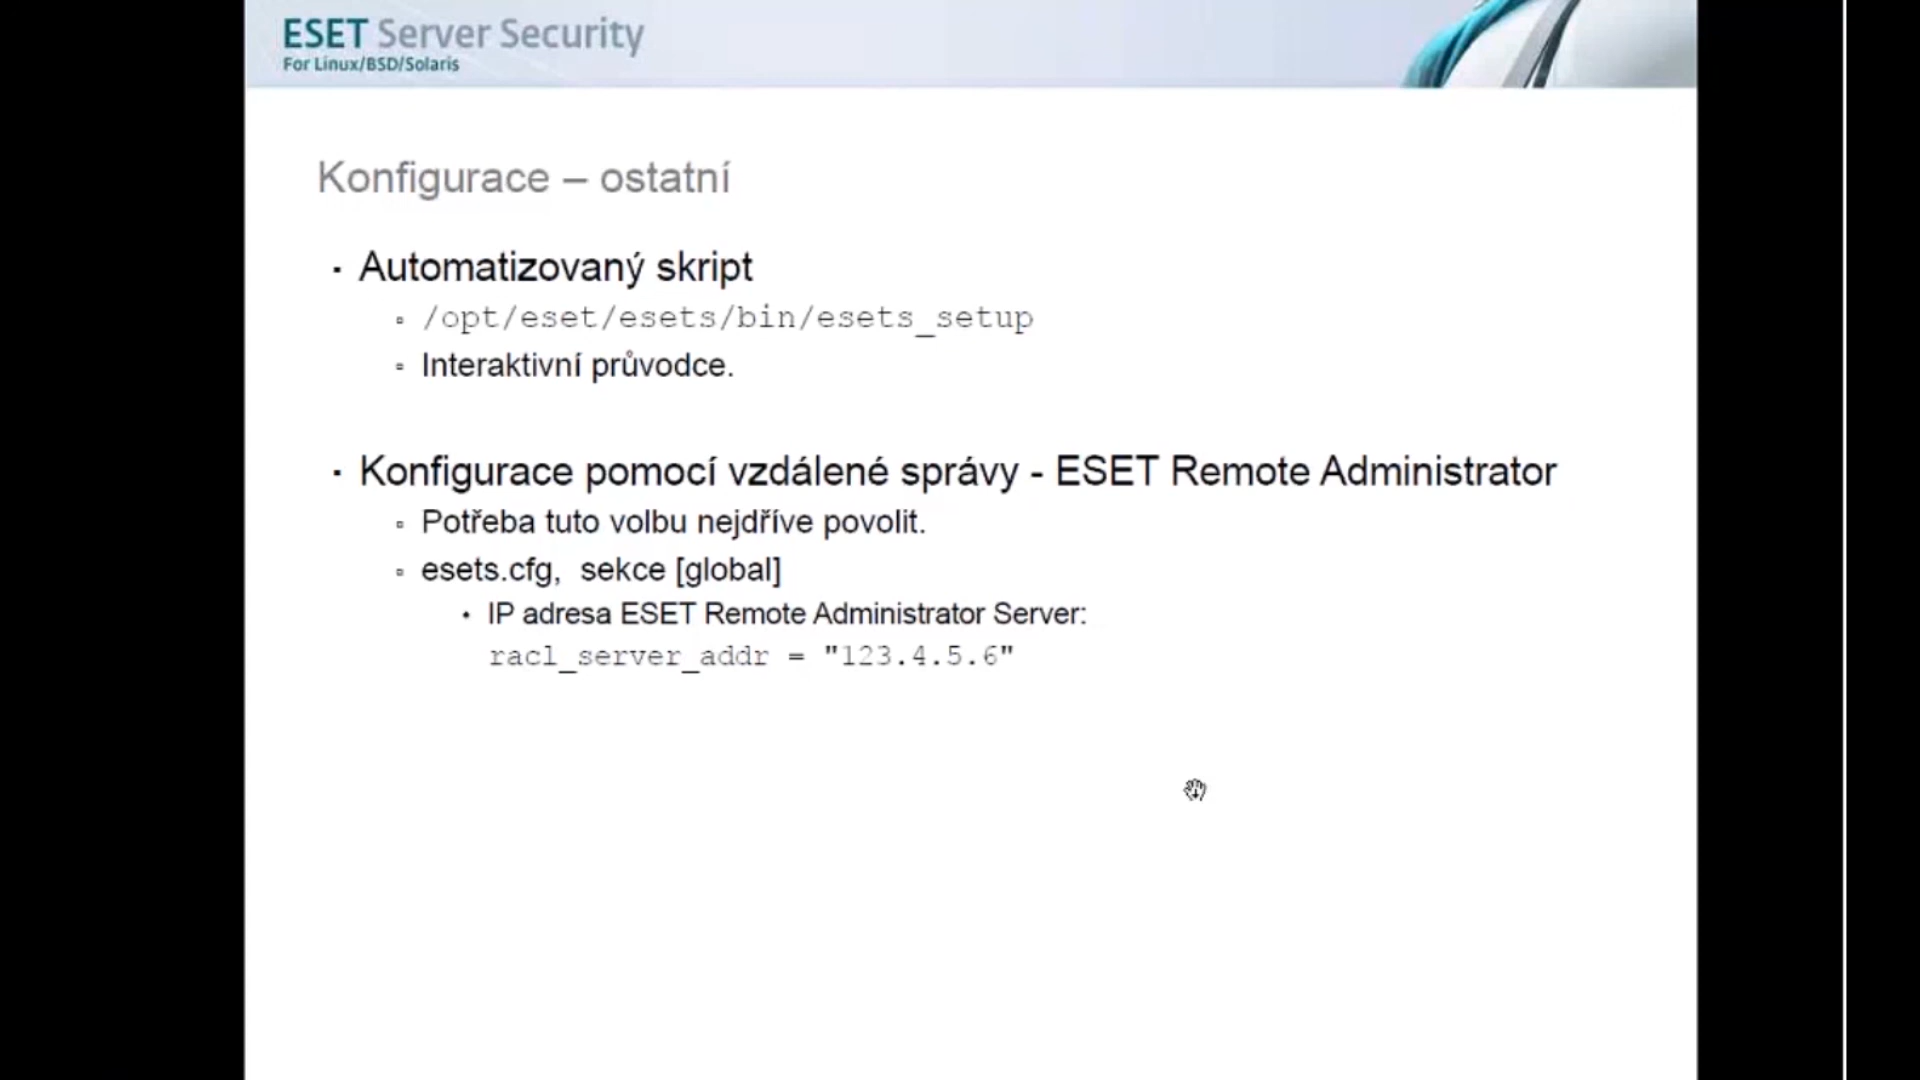 ESET Server Security
For Linux/BSD/Solaris
Konfigurace – ostatní
▪ Automatizovaný skript
▫ /opt/eset/esets/bin/esets_setup
▫ Interaktivní průvodce.
▪ Konfigurace pomocí vzdálené správy - ESET Remote Administrator
▫ Potřeba tuto volbu nejdříve povolit.
▫ esets.cfg, sekce [global]
• IP adresa ESET Remote Administrator Server:
racl_server_addr = "123.4.5.6"